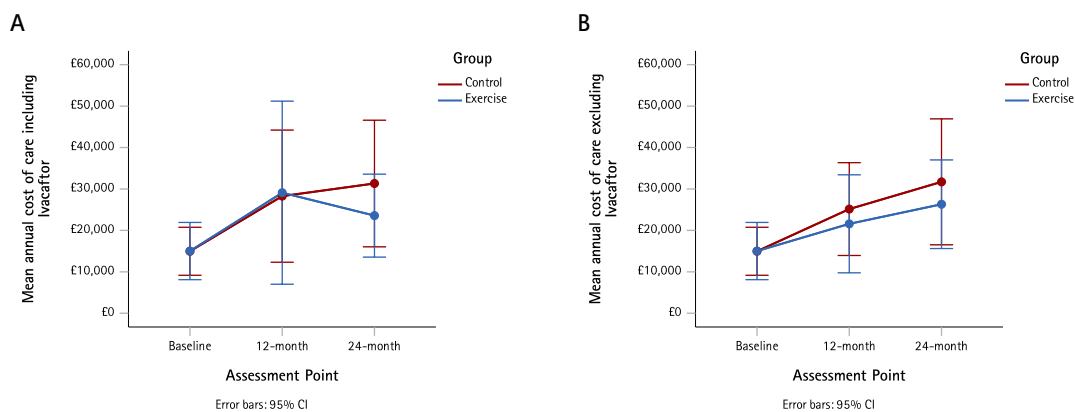 A
Mean annual cost of care including
Ivacaftor
£60,000
£50,000
£40,000
£30,000
£20,000
£10,000
£0
Baseline
12-month
24-month
Assessment Point
Error bars: 95% CI
Group
Control
Exercise
B
Mean annual cost of care excluding
Ivacaftor
£60,000
£50,000
£40,000
£30,000
£20,000
£10,000
£0
Baseline
12-month
24-month
Assessment Point
Error bars: 95% CI
Group
Control
Exercise